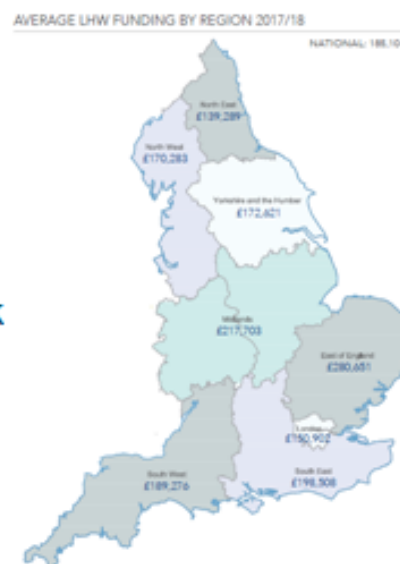 AVERAGE LHW FUNDING BY REGION 2017/18
NATIONAL: 188,10
North East
£139,289
North West
£170,283
Yorkshire and the Humber
£172,621
Midlands
£217,703
East of England
£280,651
London
£150,902
South West
£189,276
South East
£198,508